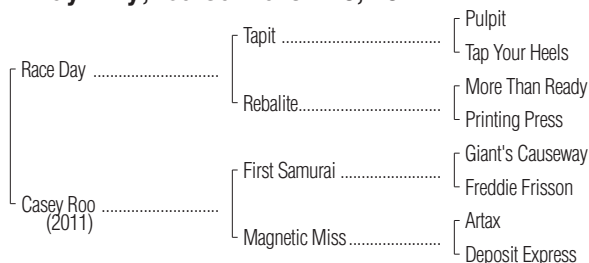 Pulpit
Tapit
Tap Your Heels
Race Day
More Than Ready
Rebalite
Printing Press
Giant's Causeway
First Samurai
Freddie Frisson
Casey Roo
(2011)
Artax
Magnetic Miss
Deposit Express